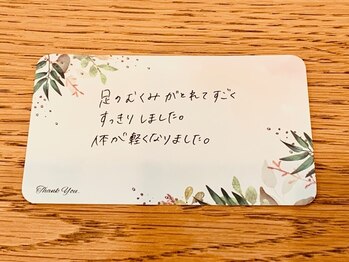 足のむくみがとれてすごく
すっきりしました。
体が軽くなりました。
Thank You.